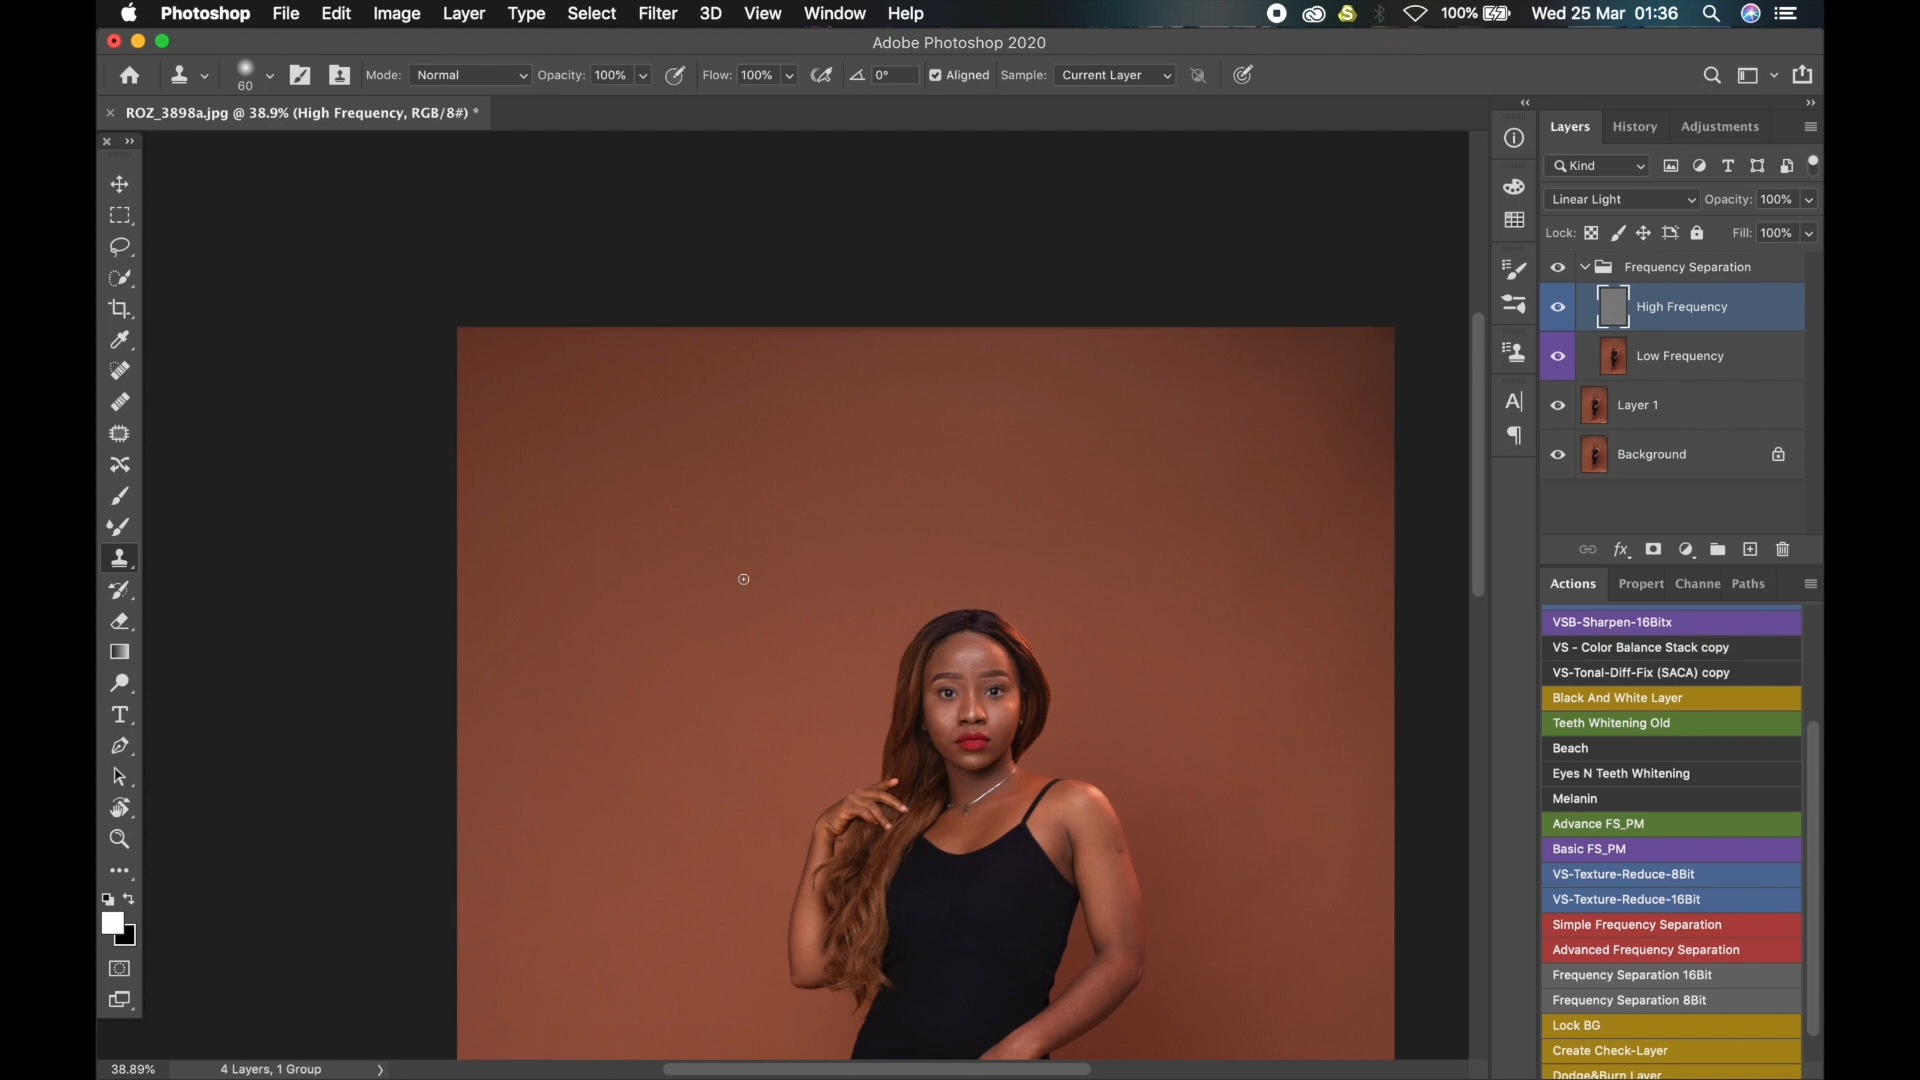 Photoshop File Edit Image Layer Type Select Filter 3D View Window Help 100% Wed 25 Mar 01:36
Adobe Photoshop 2020
60 Mode: Normal Opacity: 100% Flow: 100% 0° Aligned Sample: Current Layer
ROZ_3898a.jpg @ 38.9% (High Frequency, RGB/8#) *
Layers History Adjustments
Kind
Linear Light Opacity: 100%
Lock: Fill: 100%
Frequency Separation
High Frequency
Low Frequency
Layer 1
Background
Actions Propert Channe Paths
VSB-Sharpen-16Bitx
VS - Color Balance Stack copy
VS-Tonal-Diff-Fix (SACA) copy
Black And White Layer
Teeth Whitening Old
Beach
Eyes N Teeth Whitening
Melanin
Advance FS_PM
Basic FS_PM
VS-Texture-Reduce-8Bit
VS-Texture-Reduce-16Bit
Simple Frequency Separation
Advanced Frequency Separation
Frequency Separation 16Bit
Frequency Separation 8Bit
Lock BG
Create Check-Layer
Dodge&Burn Layer
38.89% 4 Layers, 1 Group